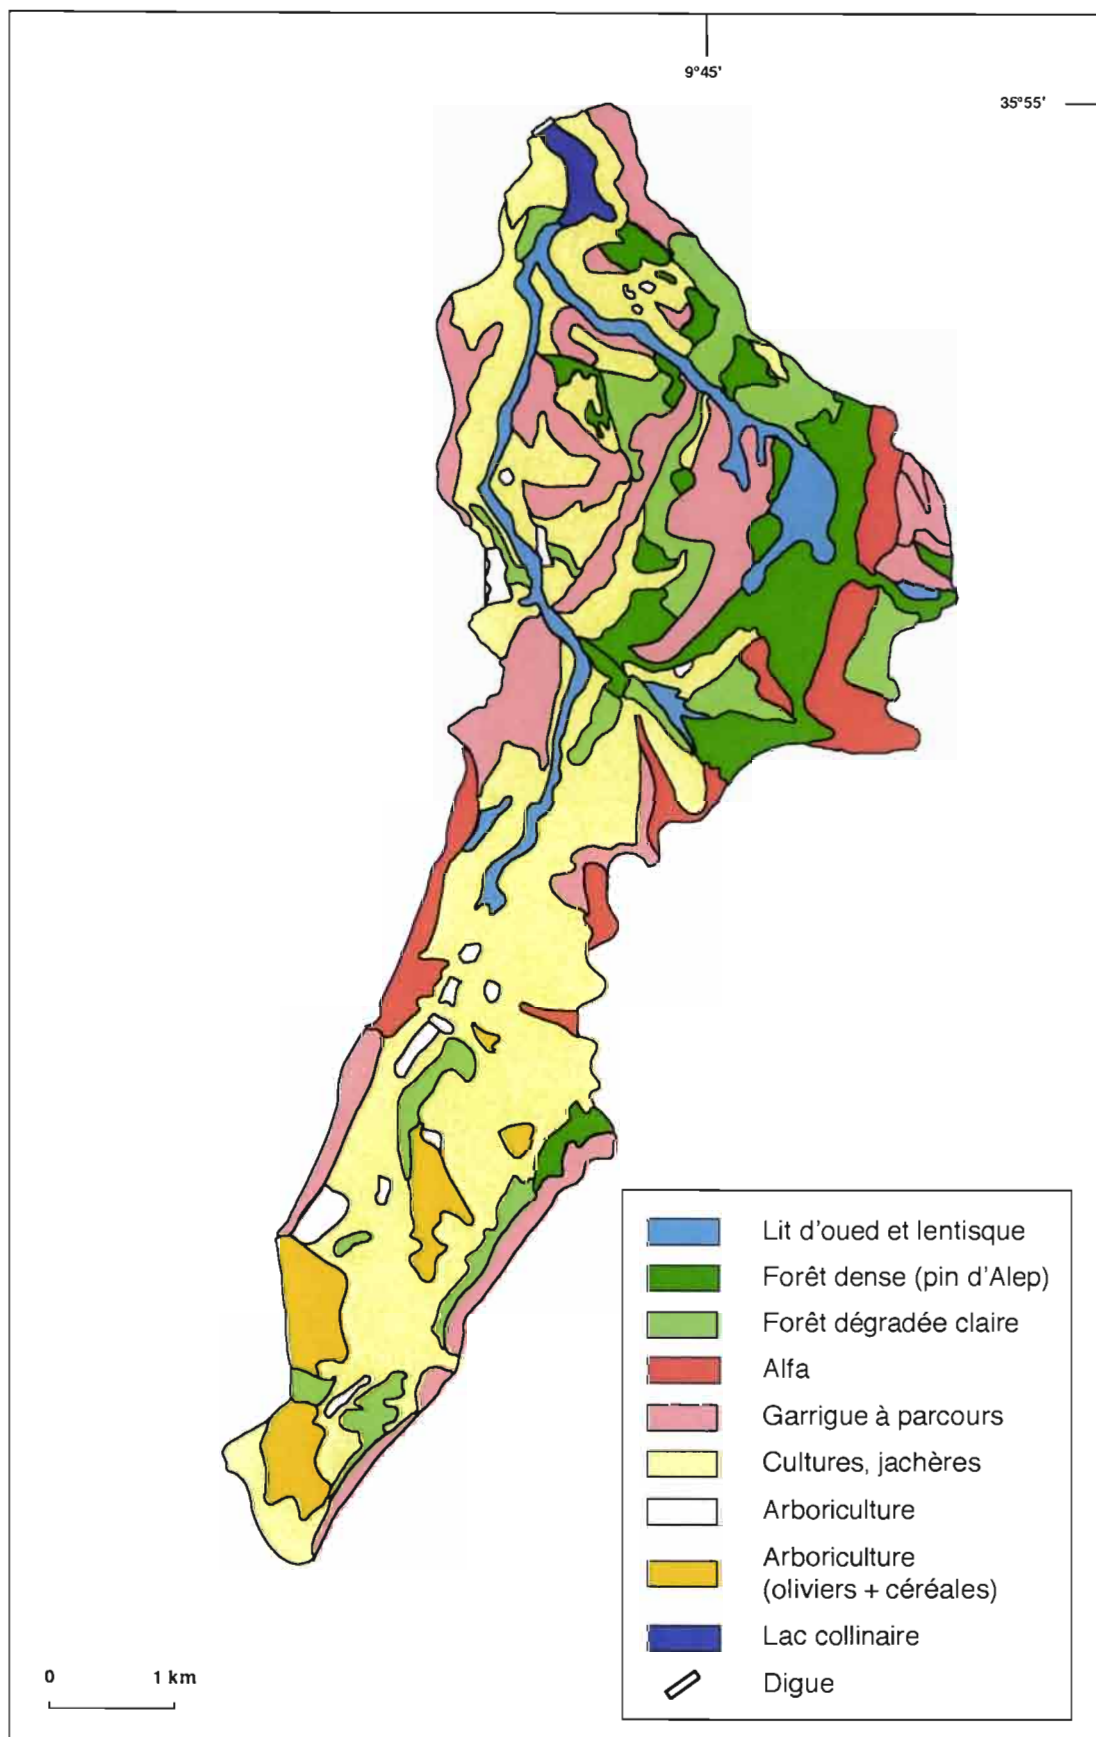 9°45'
35°55'
Lit d'oued et lentisque
Forêt dense (pin d'Alep)
Forêt dégradée claire
Alfa
Garrigue à parcours
Cultures, jachères
Arboriculture
Arboriculture
(oliviers + céréales)
Lac collinaire
Digue
0 1 km